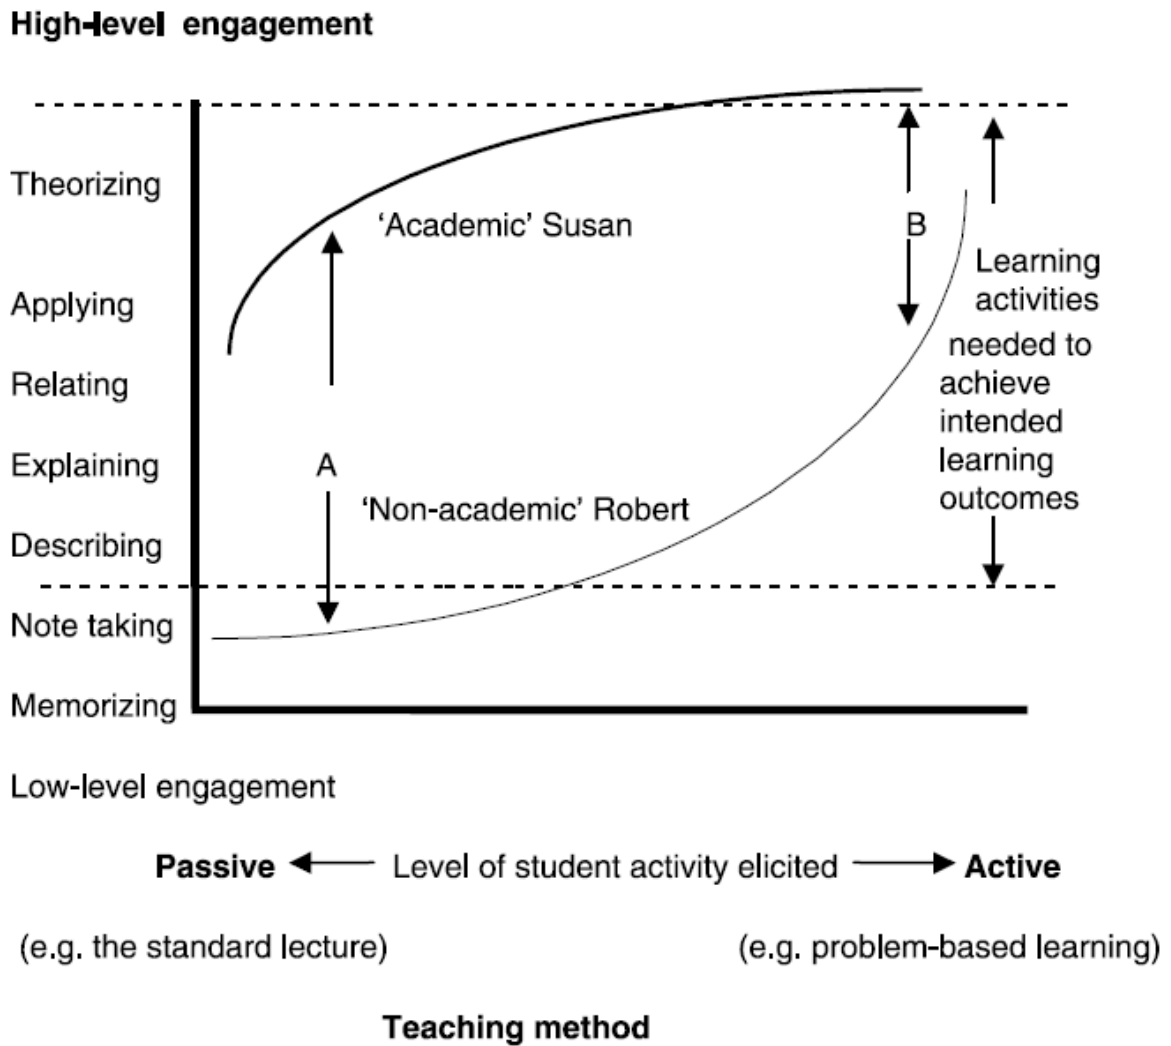 High-level engagement
Theorizing
'Academic' Susan
B
Learning
activities
Applying
needed to
Relating
achieve
intended
Explaining
A
learning
'Non-academic' Robert
outcomes
Describing
Note taking
Memorizing
Low-level engagement
Passive Level of student activity elicited Active
(e.g. the standard lecture) (e.g. problem-based learning)
Teaching method